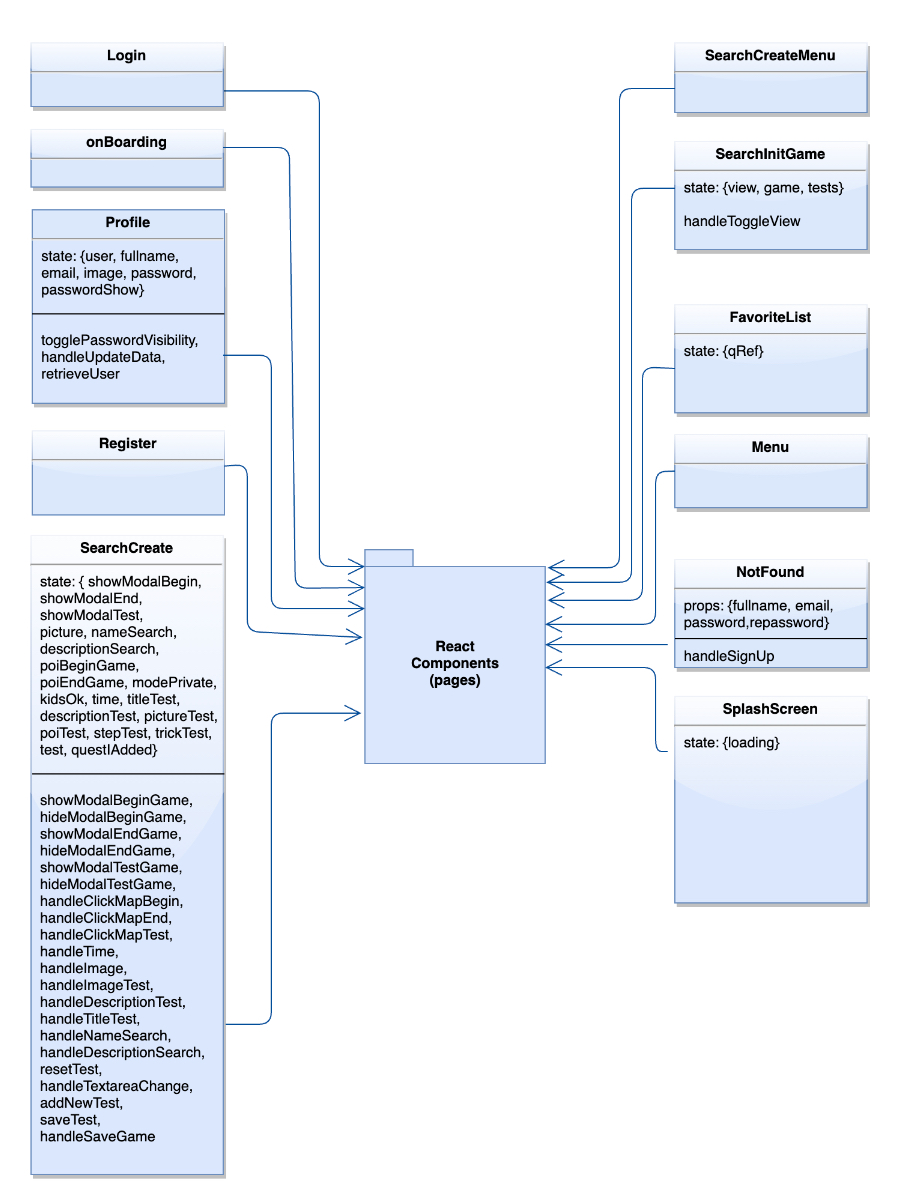 Login
onBoarding
Profile
state: {user, fullname,
email, image, password,
passwordShow}
togglePasswordVisibility,
handleUpdateData,
retrieveUser
Register
SearchCreate
state: { showModalBegin,
showModalEnd,
showModalTest,
picture, nameSearch,
descriptionSearch,
poiBeginGame,
poiEndGame, modePrivate,
kidsOk, time, titleTest,
descriptionTest, pictureTest,
poiTest, stepTest, trickTest,
test, questIAdded}
showModalBeginGame,
hideModalBeginGame,
showModalEndGame,
hideModalEndGame,
showModalTestGame,
hideModalTestGame,
handleClickMapBegin,
handleClickMapEnd,
handleClickMapTest,
handleTime,
handleImage,
handleImageTest,
handleDescriptionTest,
handleTitleTest,
handleNameSearch,
handleDescriptionSearch,
resetTest,
handleTextareaChange,
addNewTest,
saveTest,
handleSaveGame
React
Components
(pages)
SearchCreateMenu
SearchInitGame
state: {view, game, tests}
handleToggleView
FavoriteList
state: {qRef}
Menu
NotFound
props: {fullname, email,
password,repassword}
handleSignUp
SplashScreen
state: {loading}